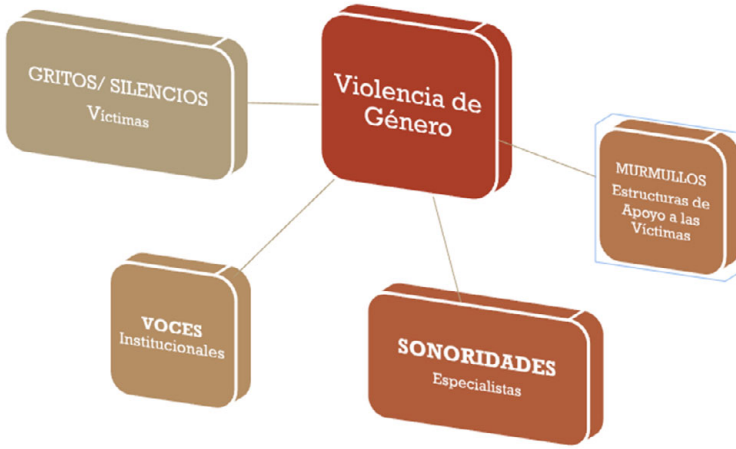 GRITOS/ SILENCIOS
Víctimas
Violencia de
Género
MURMULLOS
Estructuras de
Apoyo a las
Víctimas
VOCES
Institucionales
SONORIDADES
Especialistas